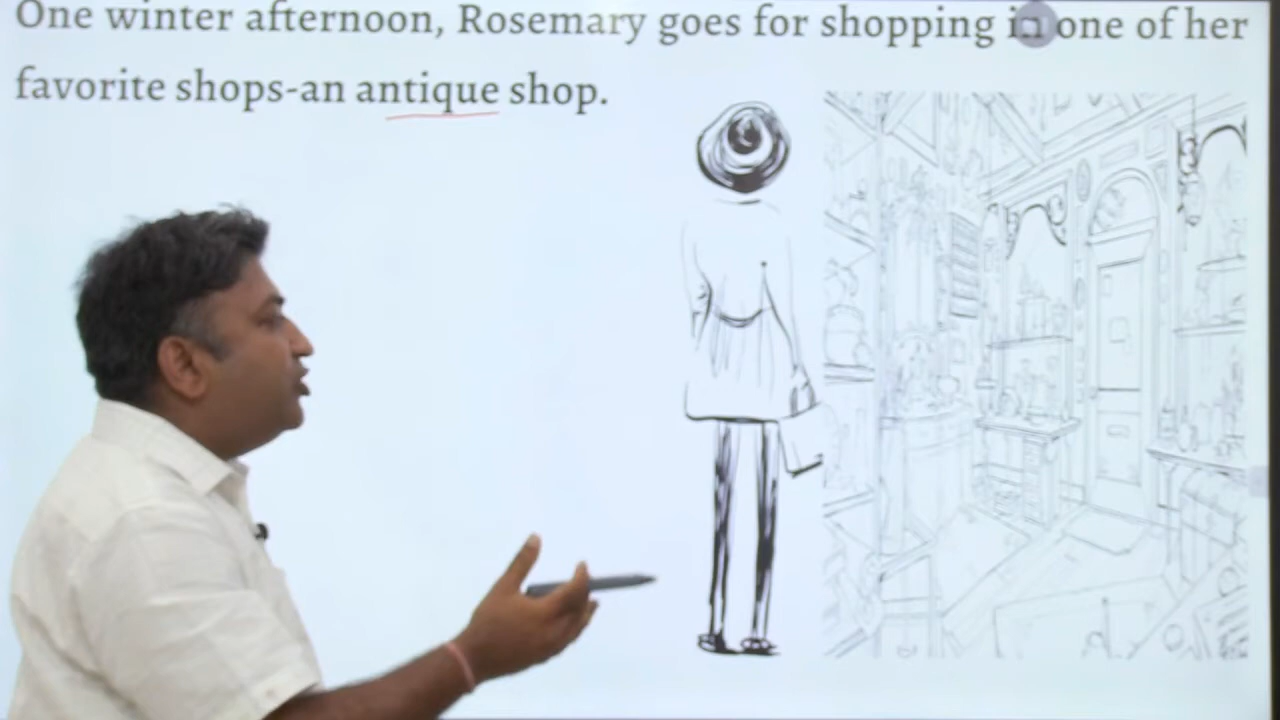 One winter afternoon, Rosemary goes for shopping in one of her
favorite shops-an antique shop.